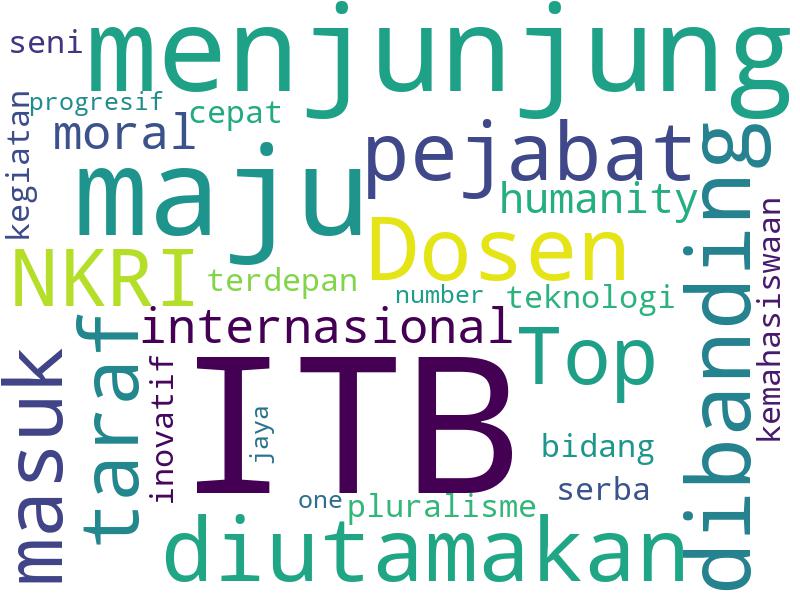 seni
menjunjung
progresif
cepat
moral
kegiatan
maju
pejabat
humanity
dibanding
kemahasiswaan
NKRI
Dosen
terdepan
number
teknologi
internasional
Top
masuk
taraf
inovatif
ITB
jaya
bidang
serba
one
pluralisme
diutamakan